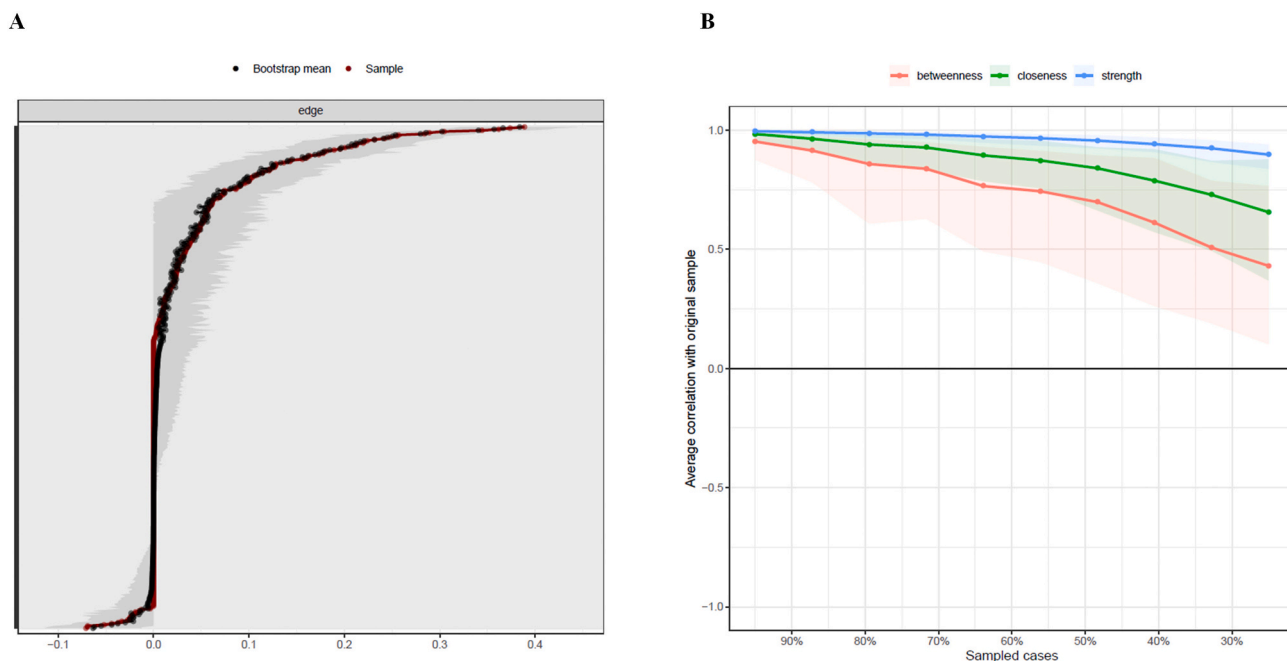 A
Bootstrap mean Sample
edge
−0.1 0.0 0.1 0.2 0.3 0.4
B
betweenness closeness strength
Average correlation with original sample
1.0
0.5
0.0
−0.5
−1.0
90% 80% 70% 60% 50% 40% 30%
Sampled cases